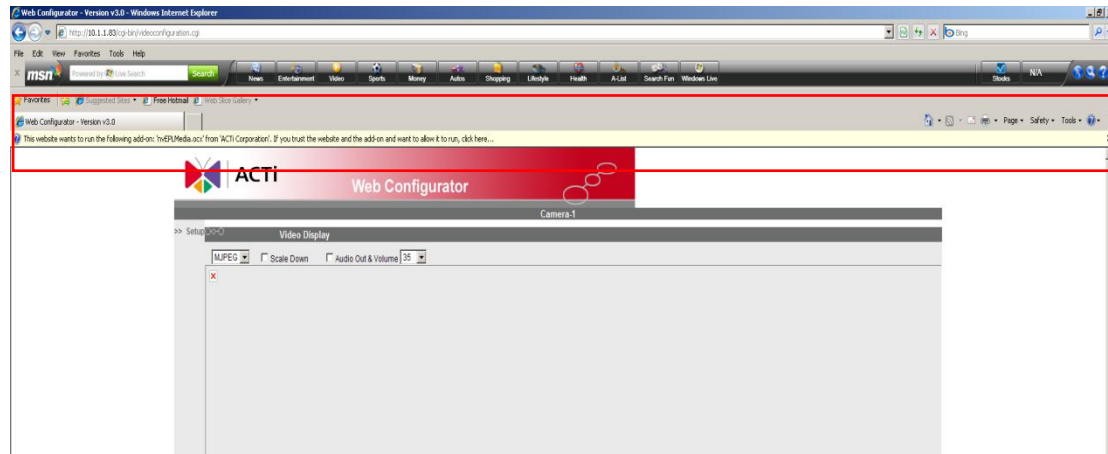 Web Configurator - Version v3.0 - Windows Internet Explorer
http://10.1.1.83/cgi-bin/videoconfiguration.cgi
Bing
File Edit View Favorites Tools Help
x msn Powered by Live Search Search News Entertainment Video Sports Money Autos Shopping Lifestyle Health A-List Search Fun Windows Live Stocks N/A
Favorites Suggested Sites Free Hotmail Web Slice Gallery
Web Configurator - Version v3.0 Page Safety Tools
This website wants to run the following add-on: 'nvEPLMedia.ocx' from 'ACTi Corporation'. If you trust the website and the add-on and want to allow it to run, click here...
ACTi Web Configurator
Camera-1
>> Setup Video Display
MJPEG Scale Down Audio Out & Volume 35